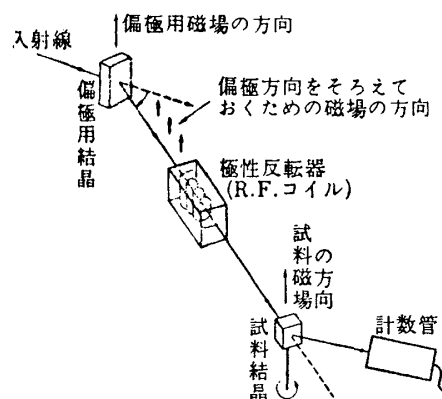 偏極用磁場の方向
入射線
偏極用結晶
偏極方向をそろえて
おくための磁場の方向
極性反転器
(R.F.コイル)
試料の
磁場方向
計数管
試料結晶